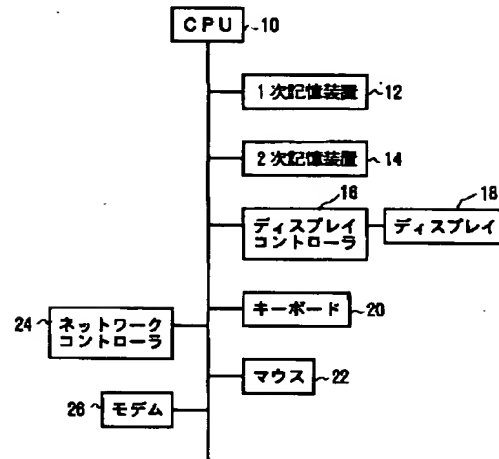 CPU 10
1次記憶装置 12
2次記憶装置 14
16 18
ディスプレイ
コントローラ
ディスプレイ
キーボード 20
24 ネットワーク
コントローラ
マウス 22
26 モデム